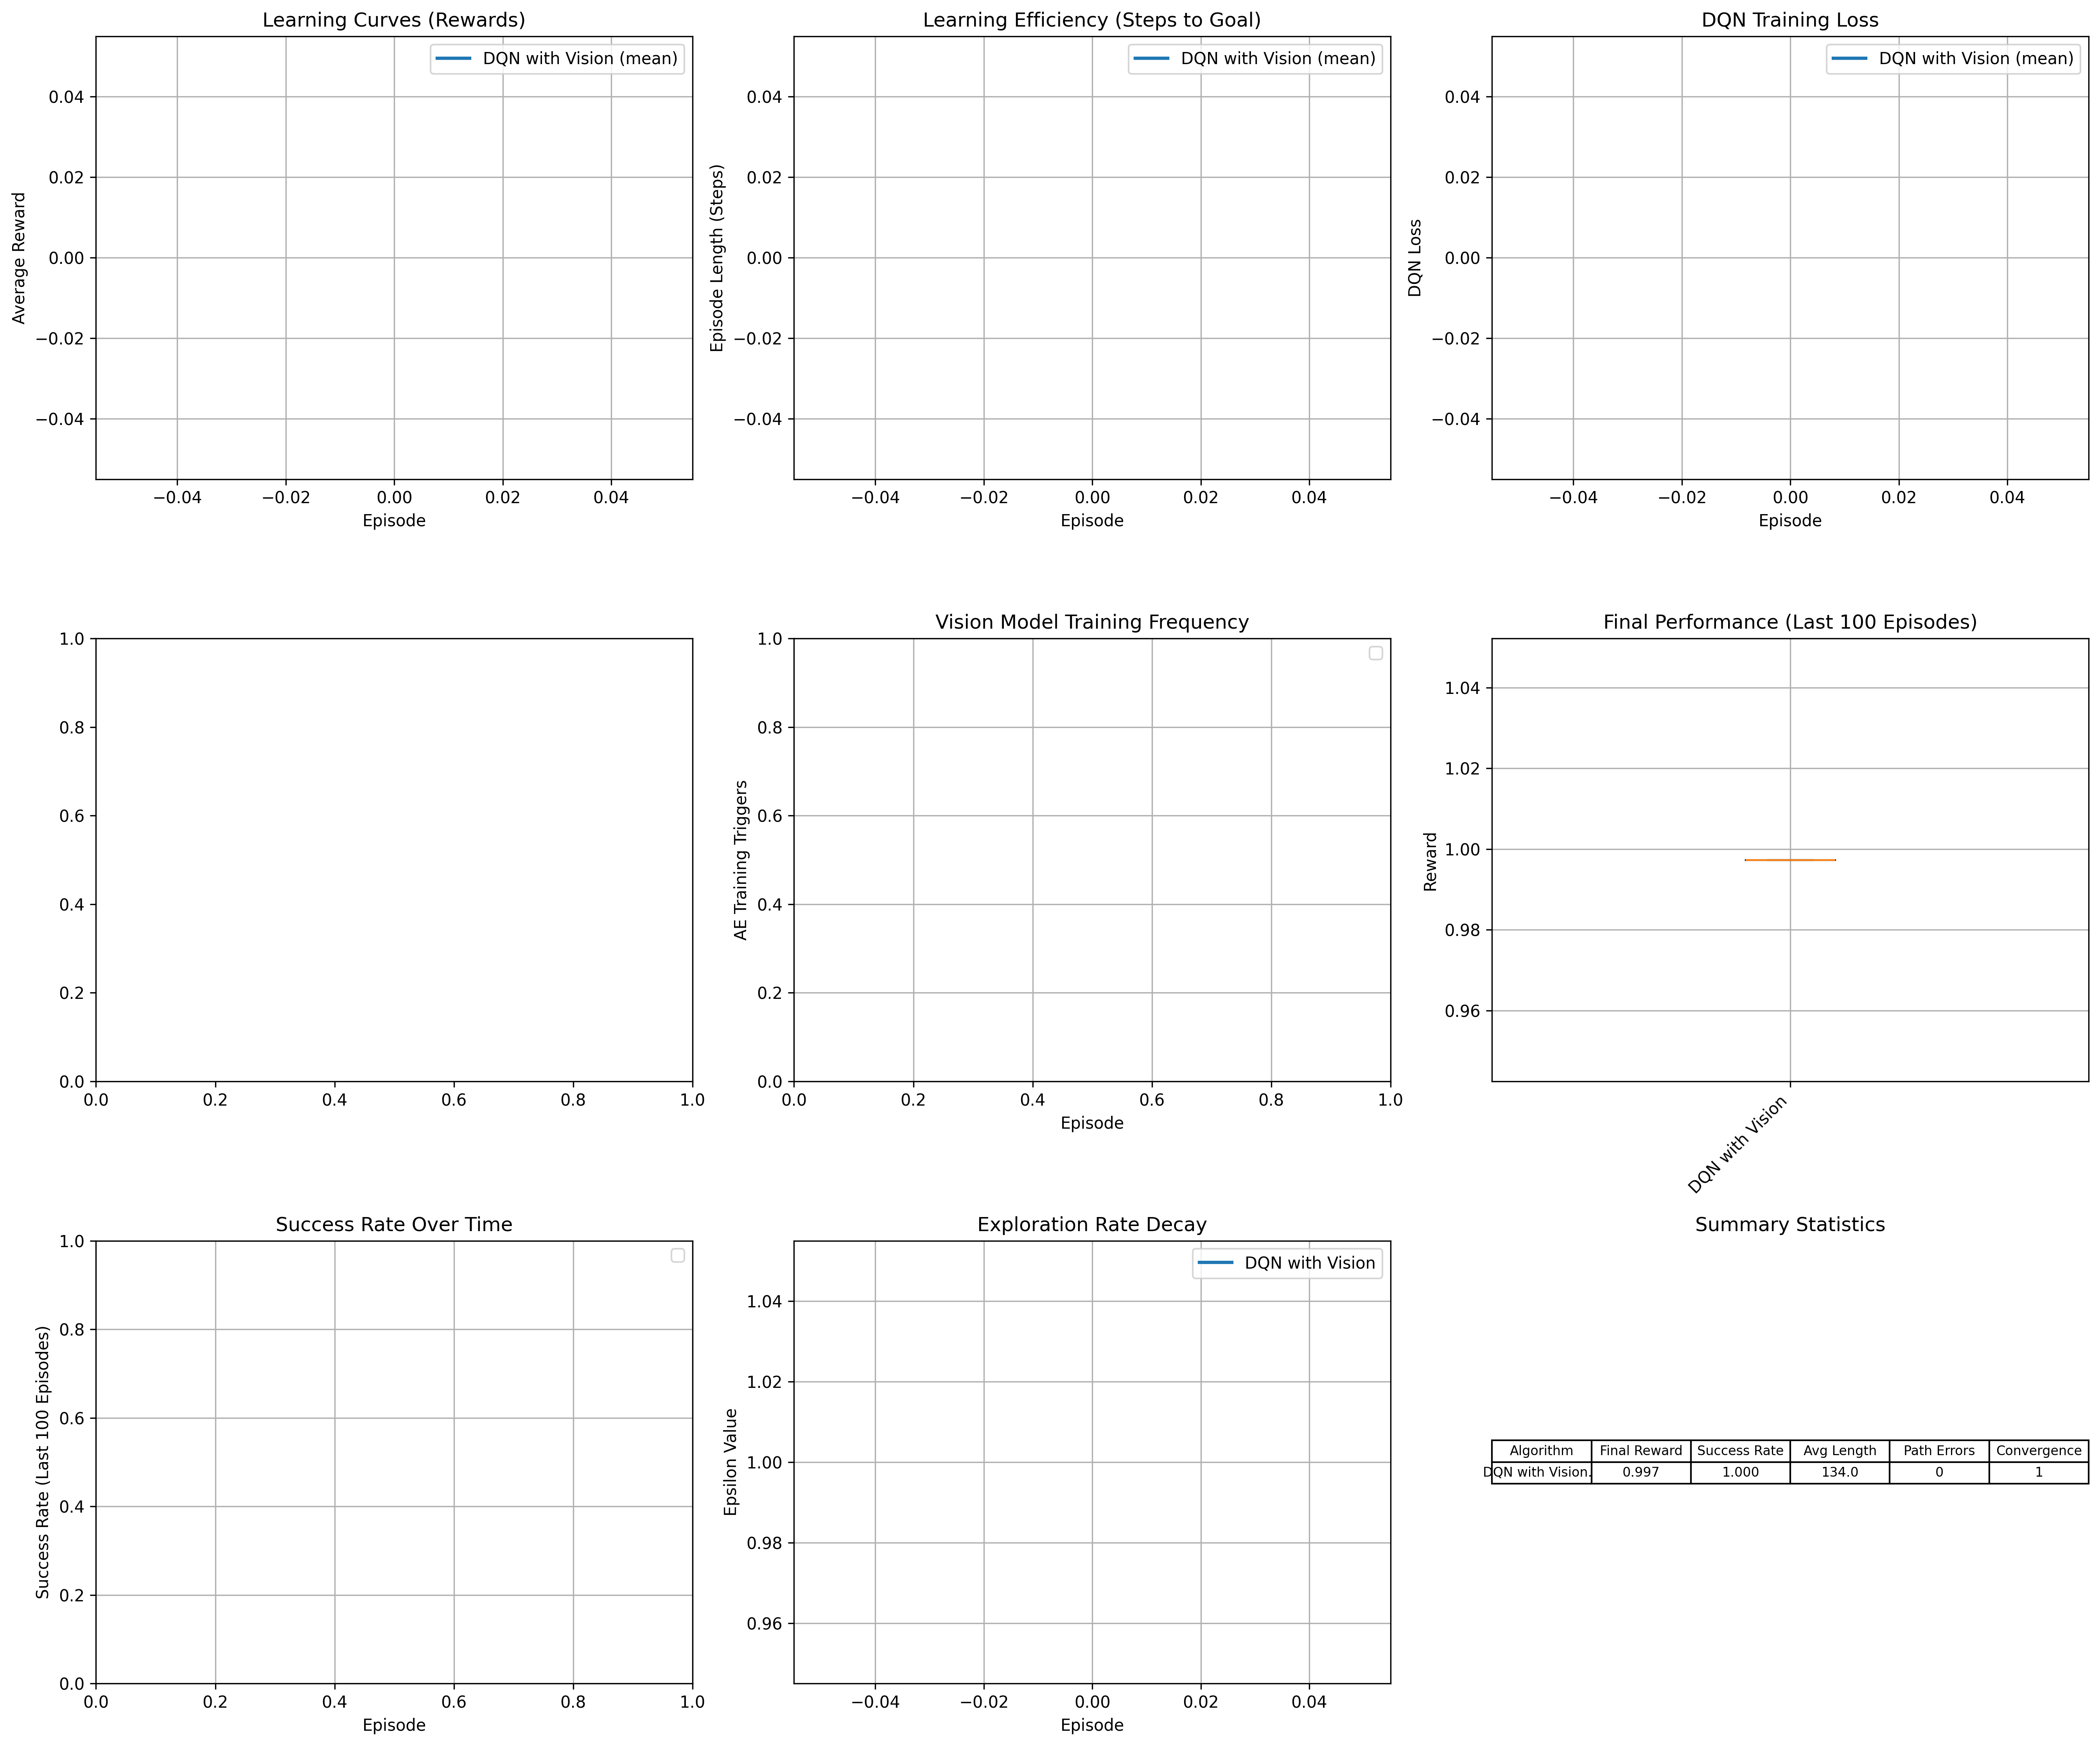 Learning Curves (Rewards)
DQN with Vision (mean)
Average Reward
0.04
0.02
0.00
−0.02
−0.04
−0.04 −0.02 0.00 0.02 0.04
Episode
Learning Efficiency (Steps to Goal)
DQN with Vision (mean)
Episode Length (Steps)
0.04
0.02
0.00
−0.02
−0.04
−0.04 −0.02 0.00 0.02 0.04
Episode
DQN Training Loss
DQN with Vision (mean)
DQN Loss
0.04
0.02
0.00
−0.02
−0.04
−0.04 −0.02 0.00 0.02 0.04
Episode
1.0
0.8
0.6
0.4
0.2
0.0
0.0 0.2 0.4 0.6 0.8 1.0
Vision Model Training Frequency
AE Training Triggers
1.0
0.8
0.6
0.4
0.2
0.0
0.0 0.2 0.4 0.6 0.8 1.0
Episode
Final Performance (Last 100 Episodes)
Reward
1.04
1.02
1.00
0.98
0.96
DQN with Vision
Success Rate Over Time
Success Rate (Last 100 Episodes)
1.0
0.8
0.6
0.4
0.2
0.0
0.0 0.2 0.4 0.6 0.8 1.0
Episode
Exploration Rate Decay
DQN with Vision
Epsilon Value
1.04
1.02
1.00
0.98
0.96
−0.04 −0.02 0.00 0.02 0.04
Episode
Summary Statistics
Algorithm Final Reward Success Rate Avg Length Path Errors Convergence
DQN with Vision. 0.997 1.000 134.0 0 1